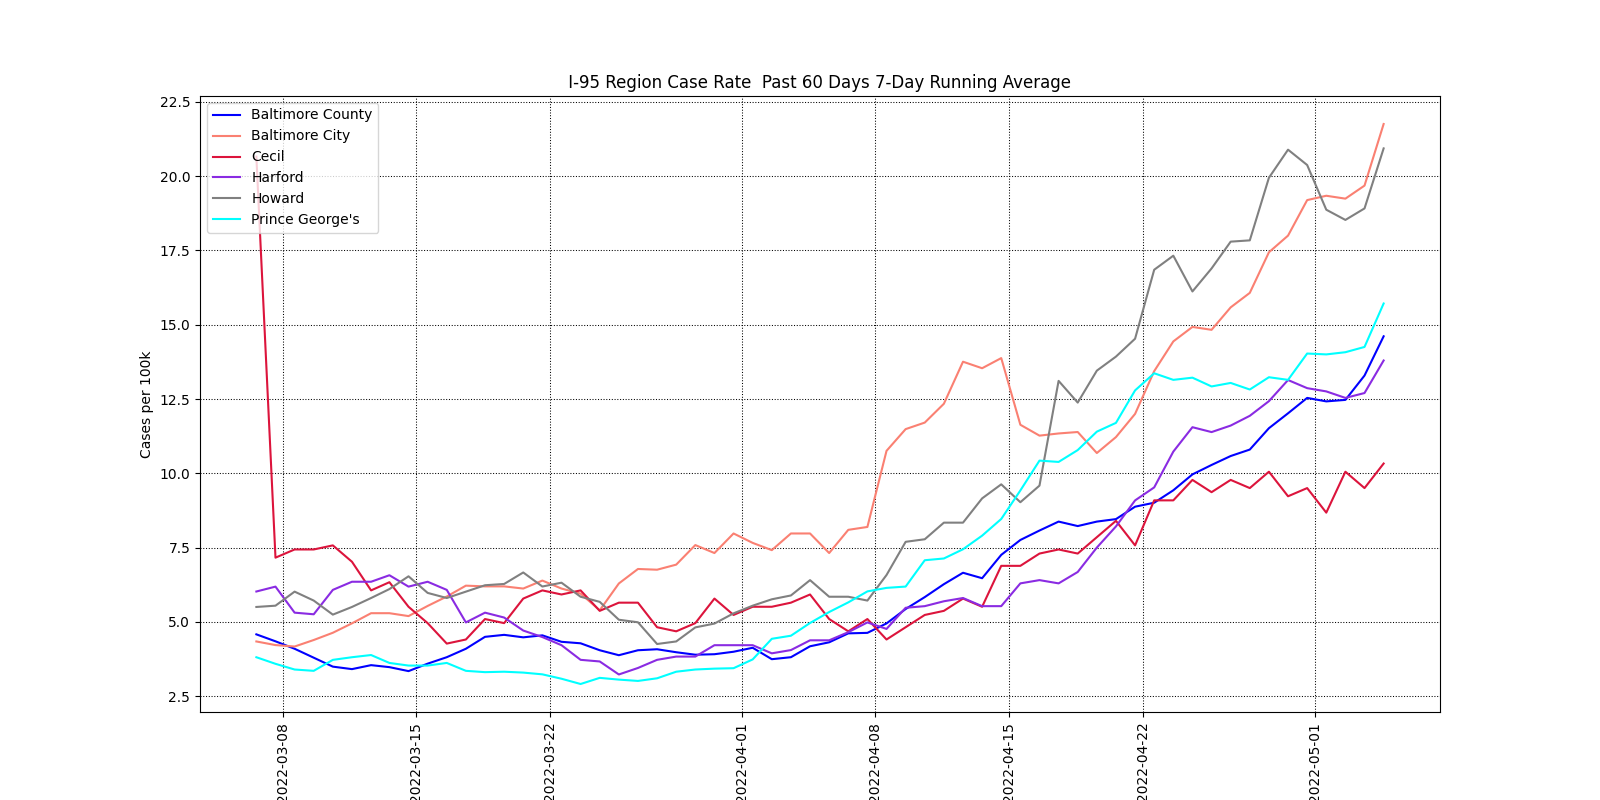 I-95 Region Case Rate  Past 60 Days 7-Day Running Average
22.5
20.0
17.5
15.0
12.5
10.0
7.5
5.0
2.5
Cases per 100k
Baltimore County
Baltimore City
Cecil
Harford
Howard
Prince George's
2022-03-08
2022-03-15
2022-03-22
2022-04-01
2022-04-08
2022-04-15
2022-04-22
2022-05-01